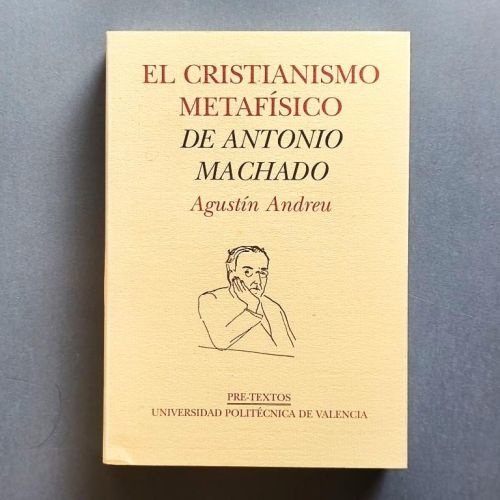 EL CRISTIANISMO
METAFÍSICO
DE ANTONIO
MACHADO
Agustín Andreu
PRE-TEXTOS
UNIVERSIDAD POLITÉCNICA DE VALENCIA